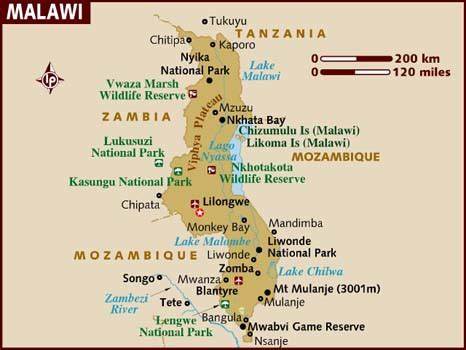 MALAWI
Tukuyu
TANZANIA
Chitipa
Kaporo
Nyika
National Park
Lake
Malawi
200 km
120 miles
Vwaza Marsh
Wildlife Reserve
Viphya Plateau
Mzuzu
Nkhata Bay
ZAMBIA
Chizumulu Is (Malawi)
Likoma Is (Malawi)
Lukusuzi
National Park
Lago
Nyassa
MOZAMBIQUE
Nkhotakota
Wildlife Reserve
Kasungu National Park
Chipata
Lilongwe
Monkey Bay
Mandimba
Lake Malombe
Liwonde
National Park
MOZAMBIQUE
Liwonde
Zomba
Lake Chilwa
Songo
Mwanza
Blantyre
Mt Mulanje (3001m)
Zambezi
River
Tete
Mulanje
Lengwe
National Park
Bangula
Mwabvi Game Reserve
Nsanje